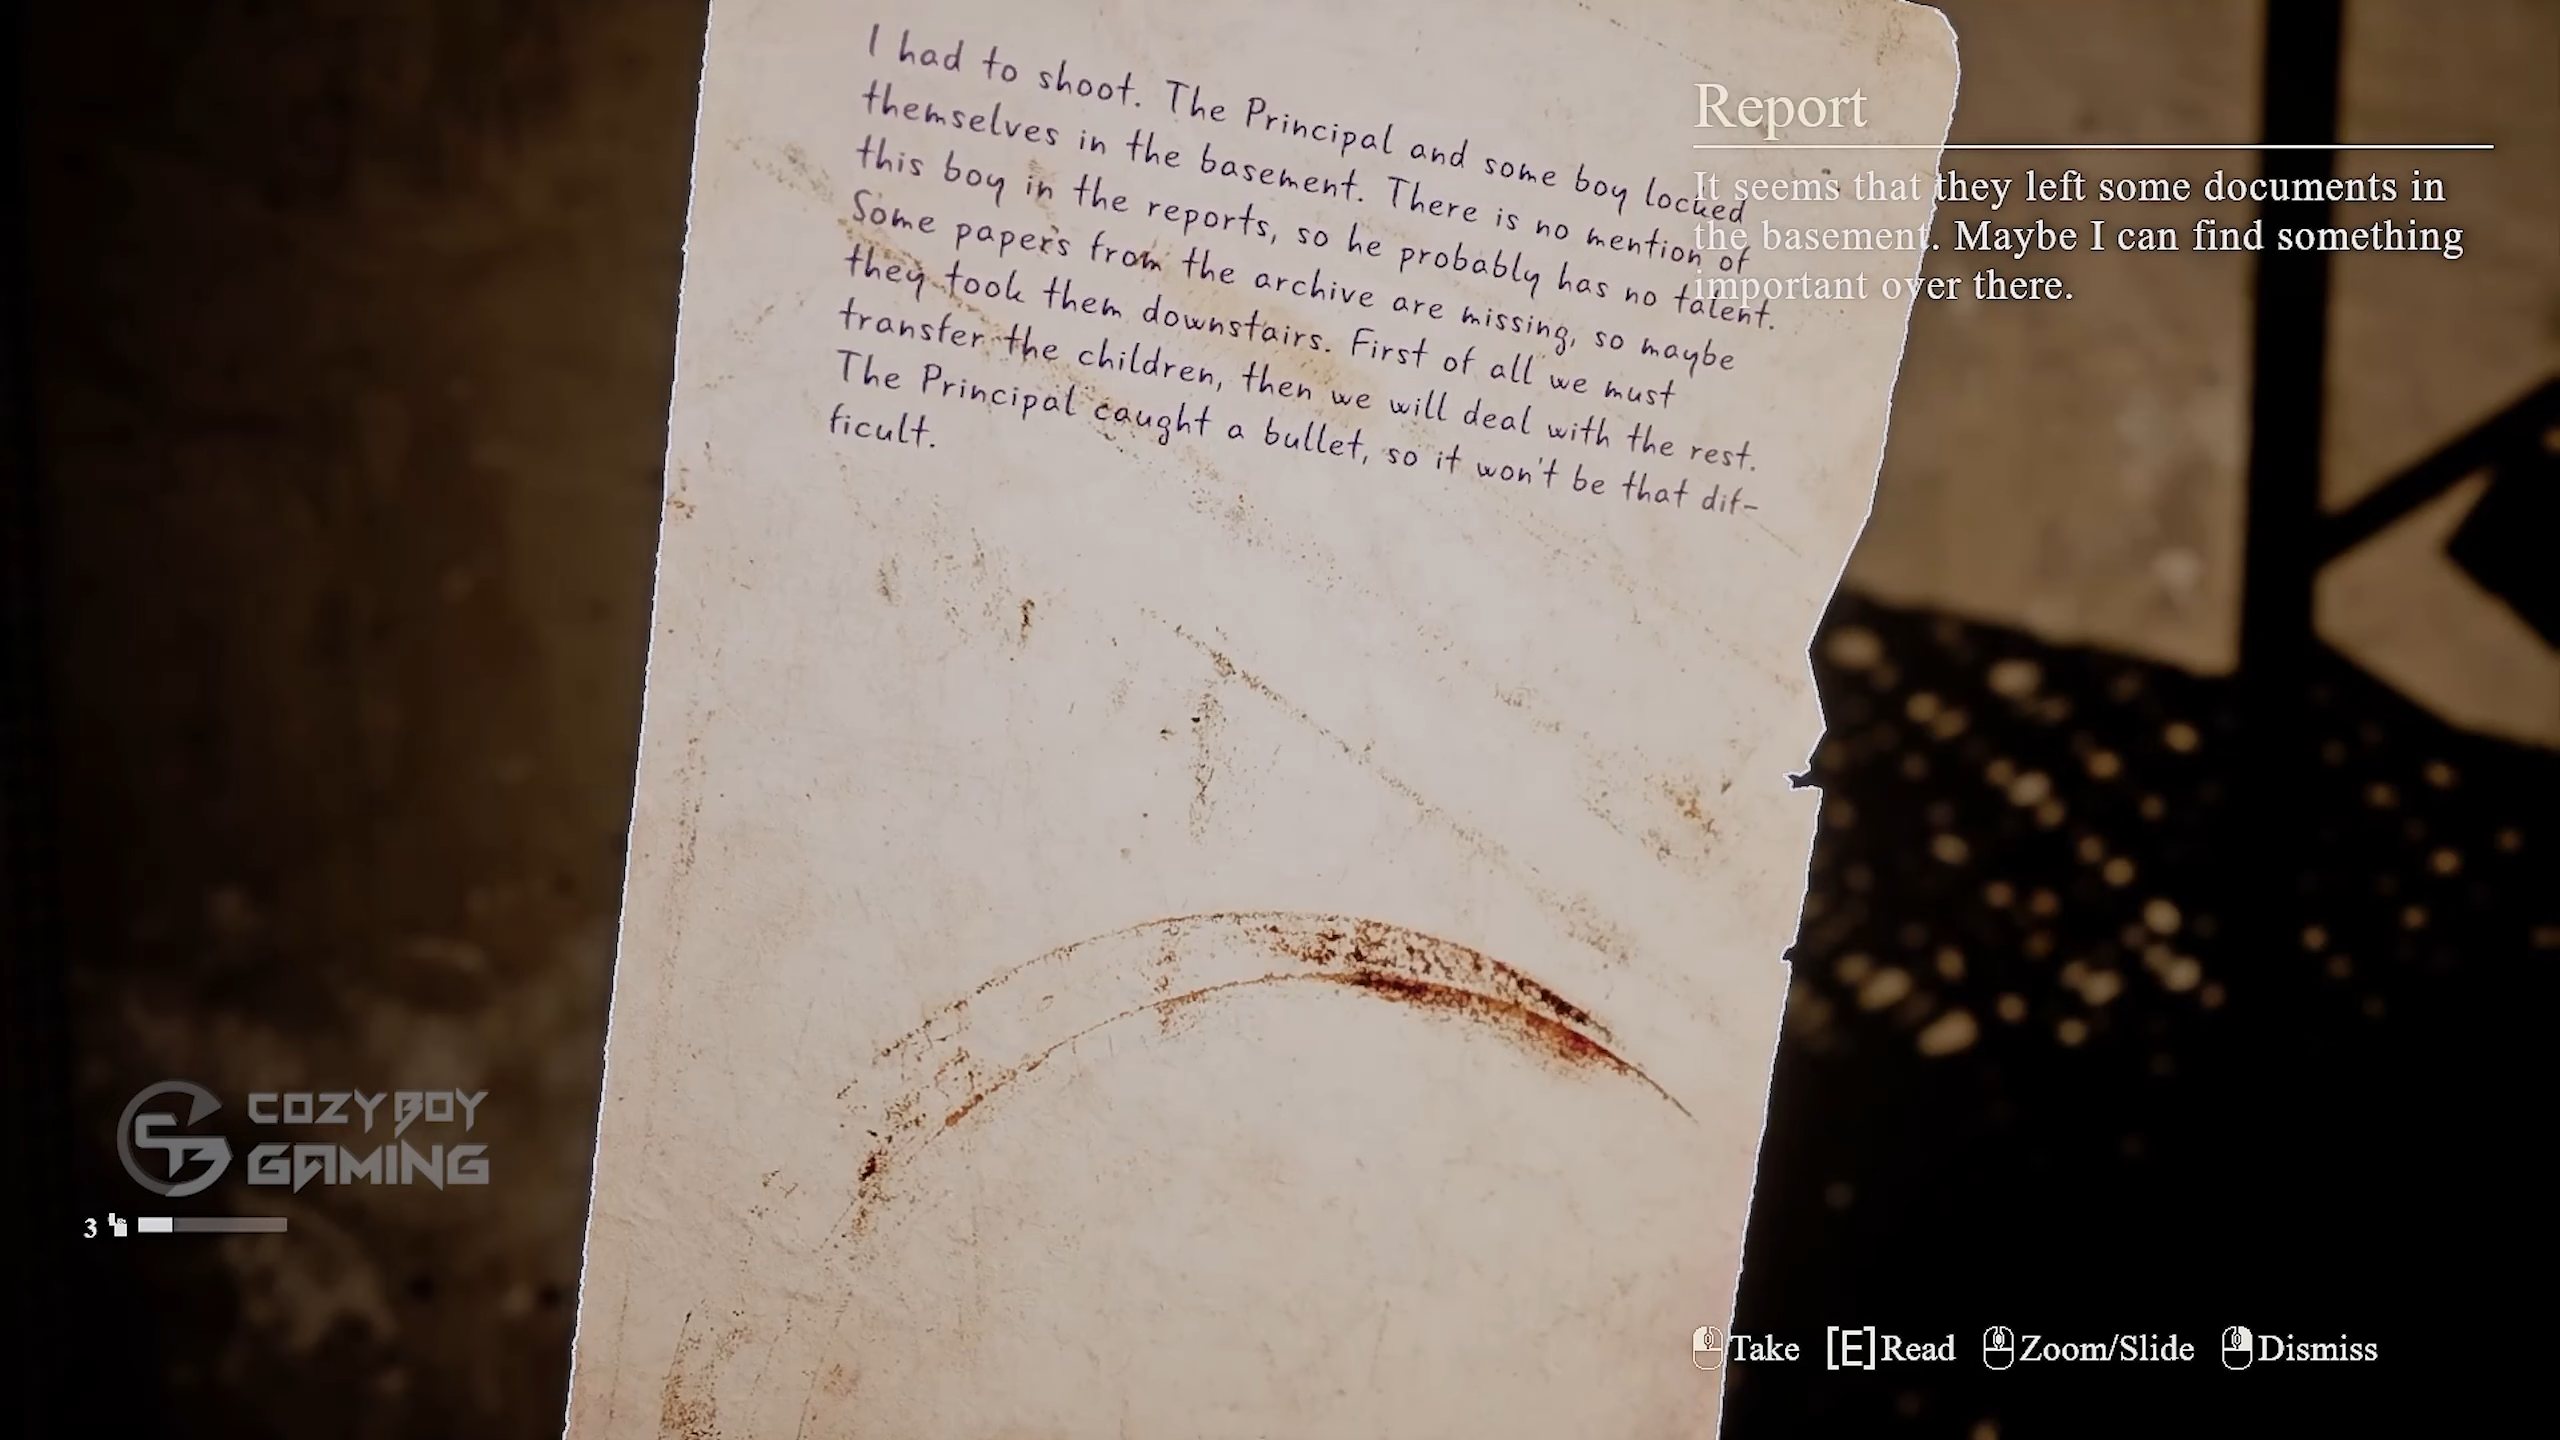 I had to shoot. The Principal and some boy locked
themselves in the basement. There is no mention of
this boy in the reports, so he probably has no talent.
Some papers from the archive are missing, so maybe
they took them downstairs. First of all we must
transfer the children, then we will deal with the rest.
The Principal caught a bullet, so it won't be that dif-
ficult.
Report
It seems that they left some documents in
the basement. Maybe I can find something
important over there.
COZY BOY
GAMING
3
Take [E] Read Zoom/Slide Dismiss